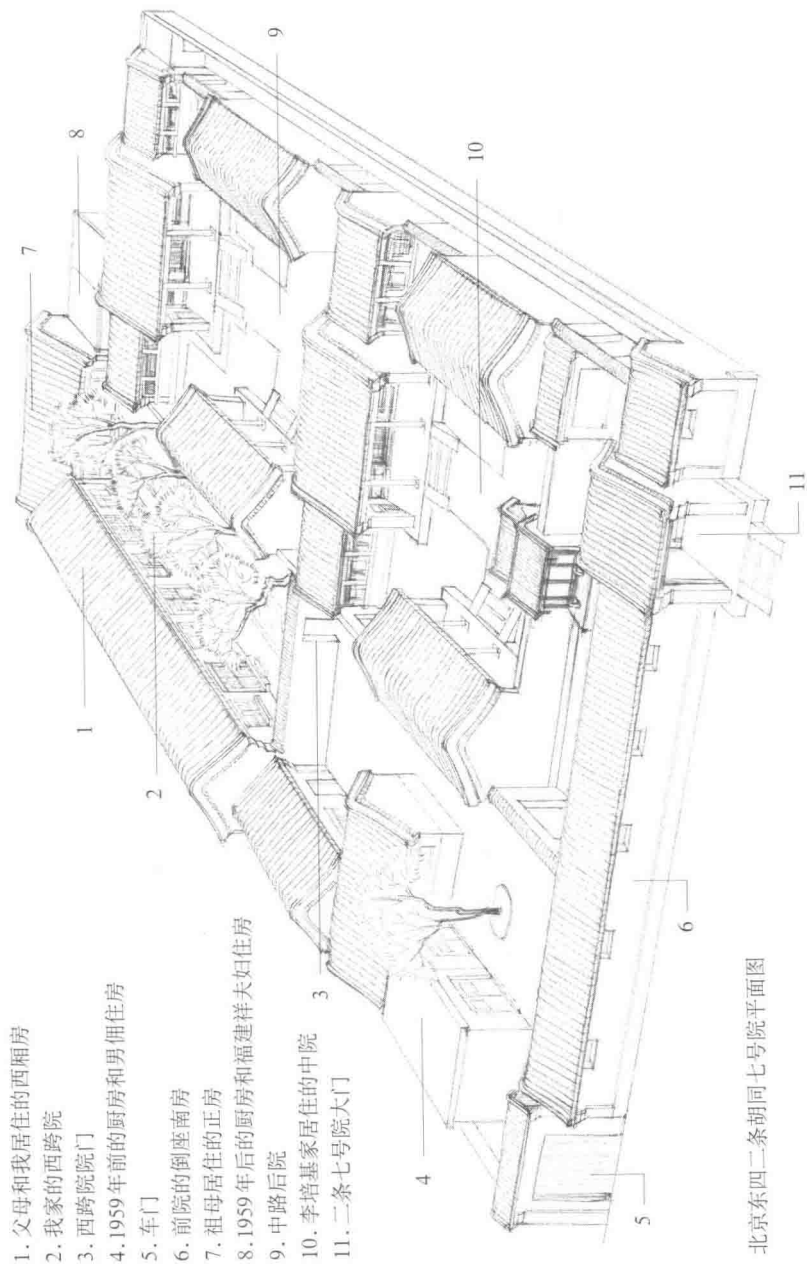 1. 父母和我居住的西厢房
2. 我家的西跨院
3. 西跨院院门
4.1959年前的厨房和男佣住房
5. 车门
6. 前院的倒座南房
7. 祖母居住的正房
8.1959年后的厨房和福建祥夫妇住房
9. 中路后院
10. 李培基家居住的中院
11. 二条七号院大门
1
2
3
4
5
6
7
8
9
10
11
北京东四二条胡同七号院平面图